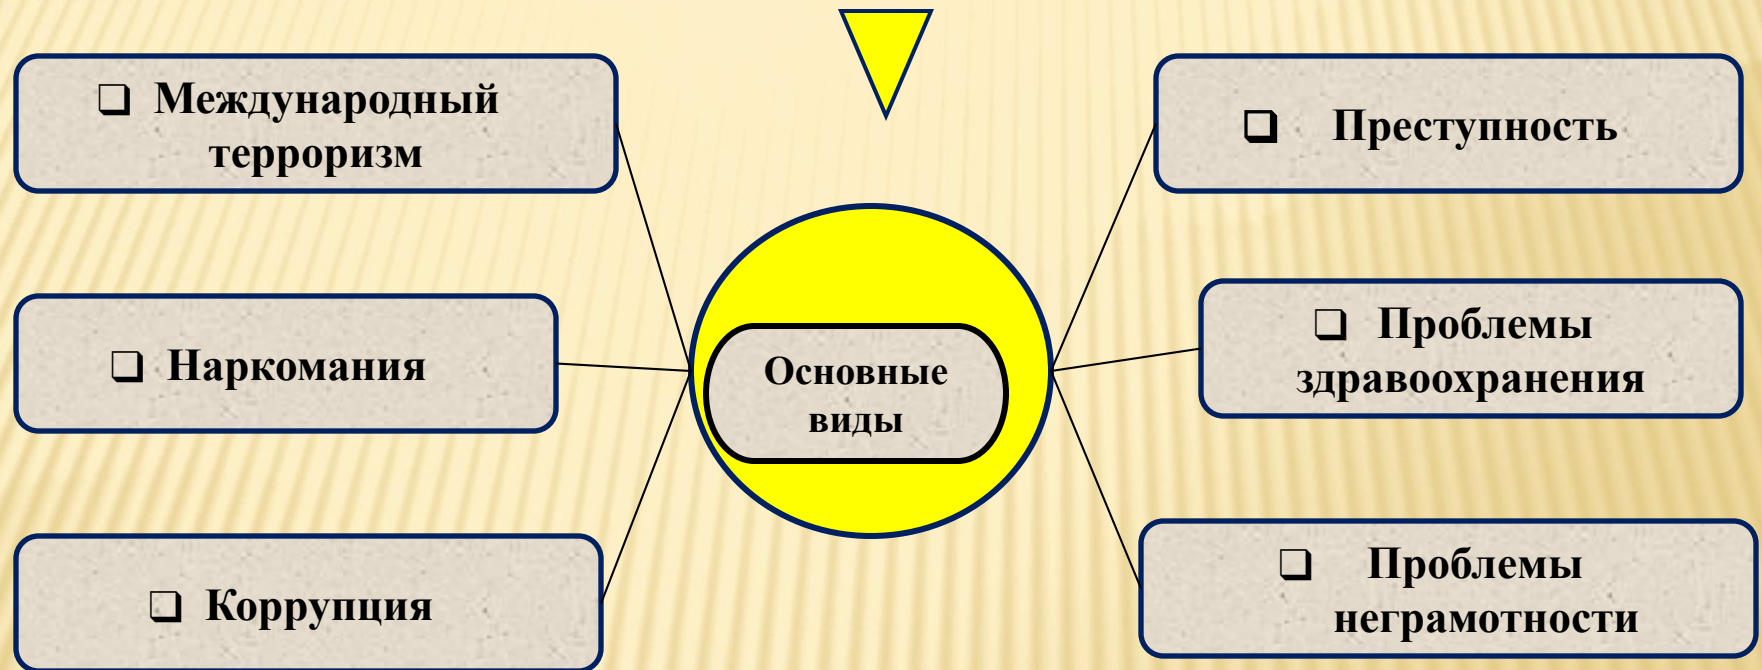 ❑ Международный
терроризм
❑ Наркомания
❑ Коррупция
Основные
виды
❑ Преступность
❑ Проблемы
здравоохранения
❑ Проблемы
неграмотности